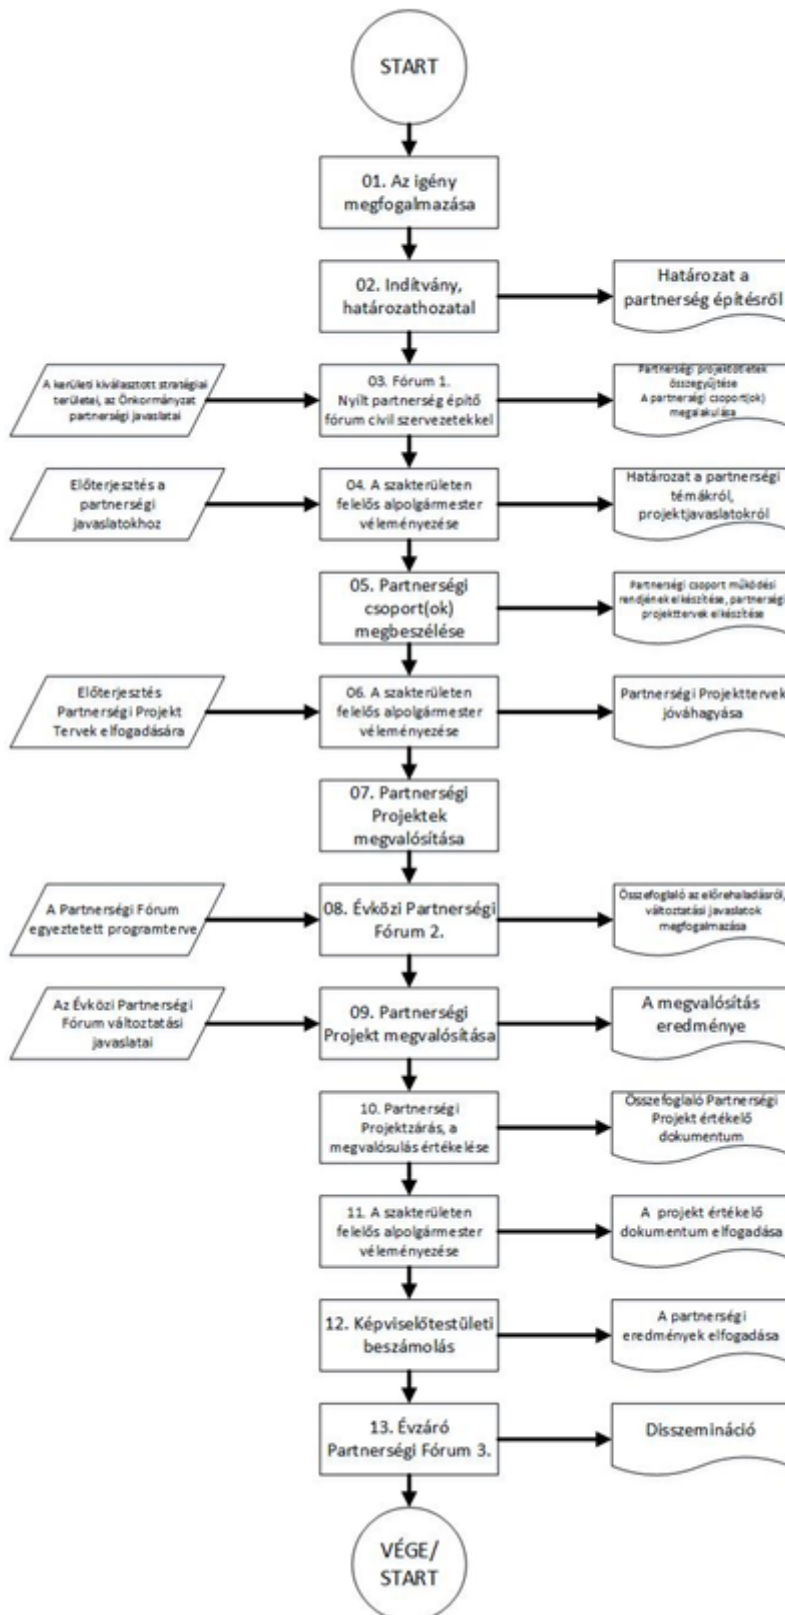 START
01. Az igény
megfogalmazása
02. Indítvány,
határozathozatal
Határozat a
partnerség építésről
A kerületi kiválasztott stratégiai
területei, az Önkormányzat
partnerségi javaslatai
03. Fórum 1.
Nyílt partnerség építő
fórum civil szervezetekkel
Partnerségi projektötletek
összegyűjtése
A partnerségi csoport(ok)
megalakulása
Előterjesztés a
partnerségi
javaslatokhoz
04. A szakterületen
felelős alpolgármester
véleményezése
Határozat a partnerségi
témákról,
projektjavaslatokról
05. Partnerségi
csoport(ok)
megbeszélése
Partnerségi csoport működési
rendjének elkészítése, partnerségi
projekttervek elkészítése
Előterjesztés
Partnerségi Projekt
Tervek elfogadására
06. A szakterületen
felelős alpolgármester
véleményezése
Partnerségi Projekttervek
jóváhagyása
07. Partnerségi
Projektek
megvalósítása
A Partnerségi Fórum
egyeztetett programterve
08. Évközi Partnerségi
Fórum 2.
Összefoglaló az előrehaladásról,
változtatási javaslatok
megfogalmazása
Az Évközi Partnerségi
Fórum változtatási
javaslatai
09. Partnerségi
Projekt megvalósítása
A megvalósítás
eredménye
10. Partnerségi
Projektzárás, a
megvalósulás értékelése
Összefoglaló Partnerségi
Projekt értékelő
dokumentum
11. A szakterületen
felelős alpolgármester
véleményezése
A projekt értékelő
dokumentum elfogadása
12. Képviselőtestületi
beszámolás
A partnerségi
eredmények elfogadása
13. Évzáró
Partnerségi Fórum 3.
Disszemináció
VÉGE/
START